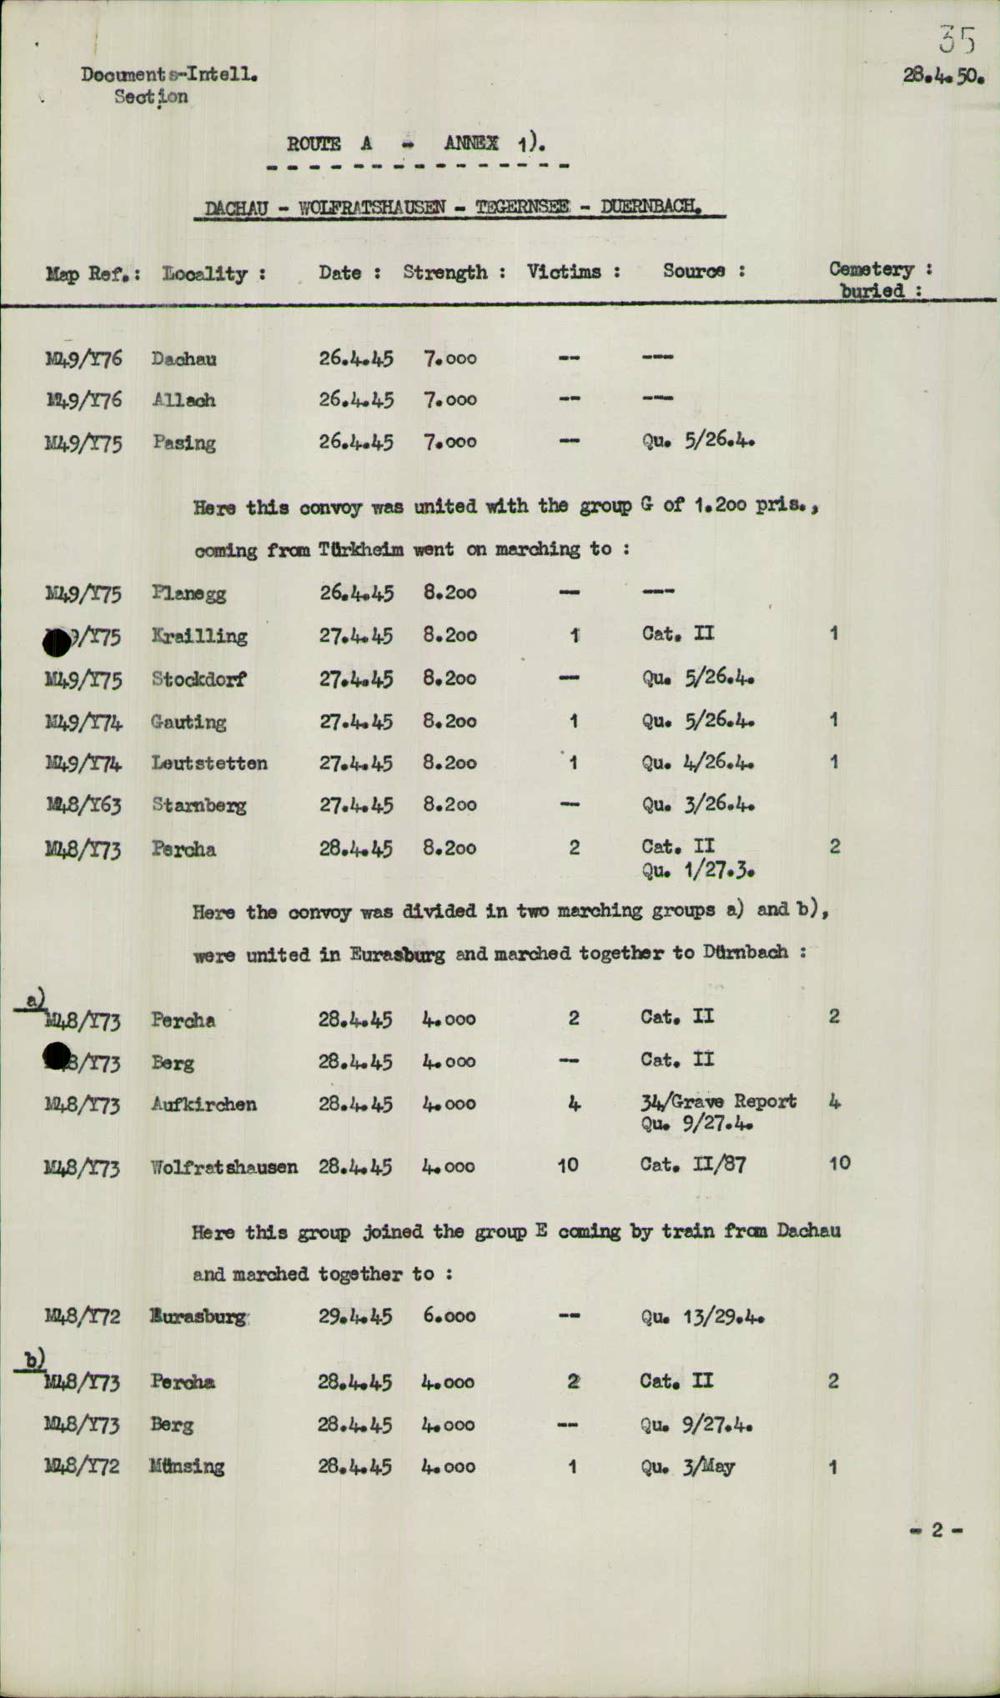 35
Documents-Intell.
Section
28.4.50.
ROUTE A - ANNEX 1).
DACHAU - WOLFRATSHAUSEN - TEGERNSEE - DUERNBACH.
Map Ref.: Locality : Date : Strength : Victims : Source : Cemetery :
buried :
M49/Y76 Dachau 26.4.45 7.000 -- ---
M49/Y76 Allach 26.4.45 7.000 -- ---
M49/Y75 Pasing 26.4.45 7.000 -- Qu. 5/26.4.
Here this convoy was united with the group G of 1.200 pris.,
coming from Türkheim went on marching to :
M49/Y75 Planegg 26.4.45 8.200 -- ---
9/Y75 Krailling 27.4.45 8.200 1 Cat. II 1
M49/Y75 Stockdorf 27.4.45 8.200 -- Qu. 5/26.4.
M49/Y74 Gauting 27.4.45 8.200 1 Qu. 5/26.4. 1
M49/Y74 Leutstetten 27.4.45 8.200 1 Qu. 4/26.4. 1
M48/Y63 Starnberg 27.4.45 8.200 -- Qu. 3/26.4.
M48/Y73 Percha 28.4.45 8.200 2 Cat. II 2
Qu. 1/27.3.
Here the convoy was divided in two marching groups a) and b),
were united in Eurasburg and marched together to Dürnbach :
a)
M48/Y73 Percha 28.4.45 4.000 2 Cat. II 2
8/Y73 Berg 28.4.45 4.000 -- Cat. II
M48/Y73 Aufkirchen 28.4.45 4.000 4 34/Grave Report 4
Qu. 9/27.4.
M48/Y73 Wolfratshausen 28.4.45 4.000 10 Cat. II/87 10
Here this group joined the group E coming by train from Dachau
and marched together to :
M48/Y72 Eurasburg 29.4.45 6.000 -- Qu. 13/29.4.
b)
M48/Y73 Percha 28.4.45 4.000 2 Cat. II 2
M48/Y73 Berg 28.4.45 4.000 -- Qu. 9/27.4.
M48/Y72 Münsing 28.4.45 4.000 1 Qu. 3/May 1
- 2 -